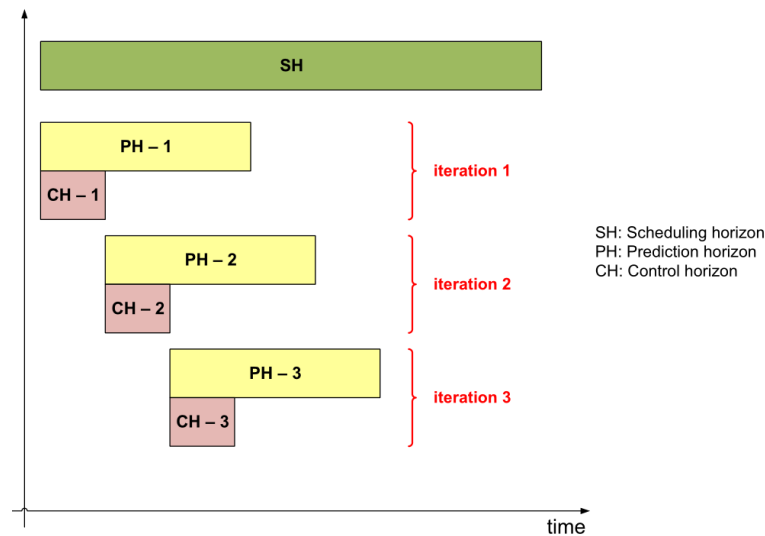 SH
PH – 1
CH – 1
iteration 1
PH – 2
CH – 2
iteration 2
PH – 3
CH – 3
iteration 3
SH: Scheduling horizon
PH: Prediction horizon
CH: Control horizon
time